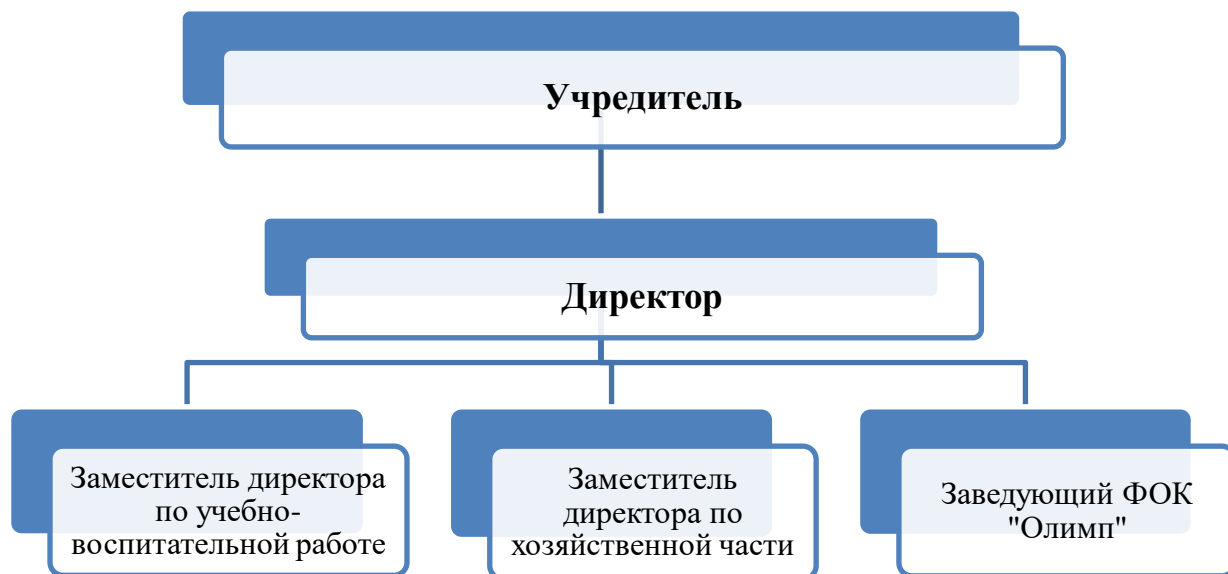 Учредитель
Директор
Заместитель директора
по учебно-
воспитательной работе
Заместитель
директора по
хозяйственной части
Заведующий ФОК
"Олимп"